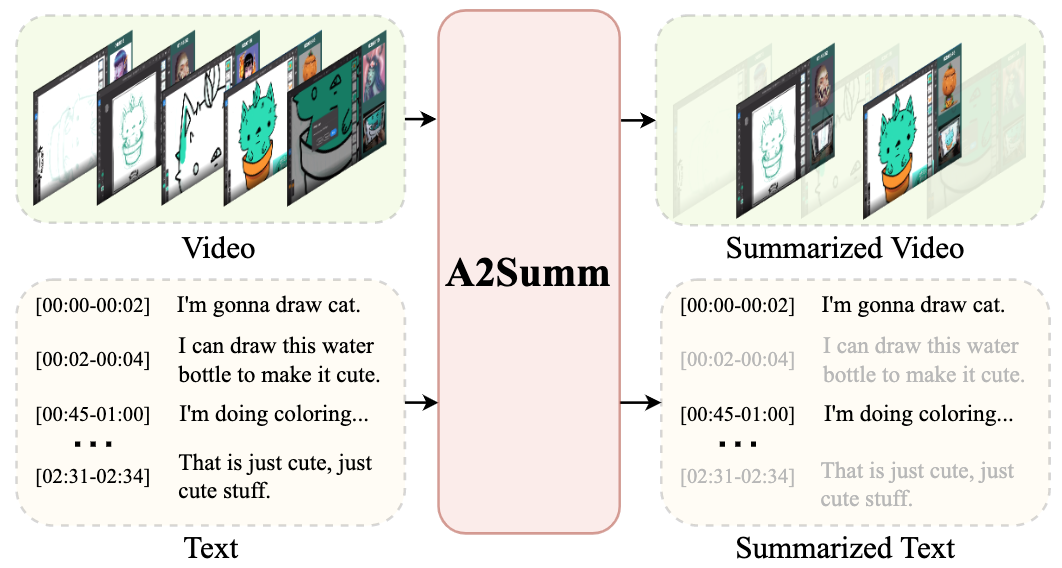 Video
[00:00-00:02] I'm gonna draw cat.
[00:02-00:04] I can draw this water
bottle to make it cute.
[00:45-01:00] I'm doing coloring...
...
[02:31-02:34] That is just cute, just
cute stuff.
Text
A2Summ
Summarized Video
[00:00-00:02] I'm gonna draw cat.
[00:02-00:04] I can draw this water
bottle to make it cute.
[00:45-01:00] I'm doing coloring...
...
[02:31-02:34] That is just cute, just
cute stuff.
Summarized Text